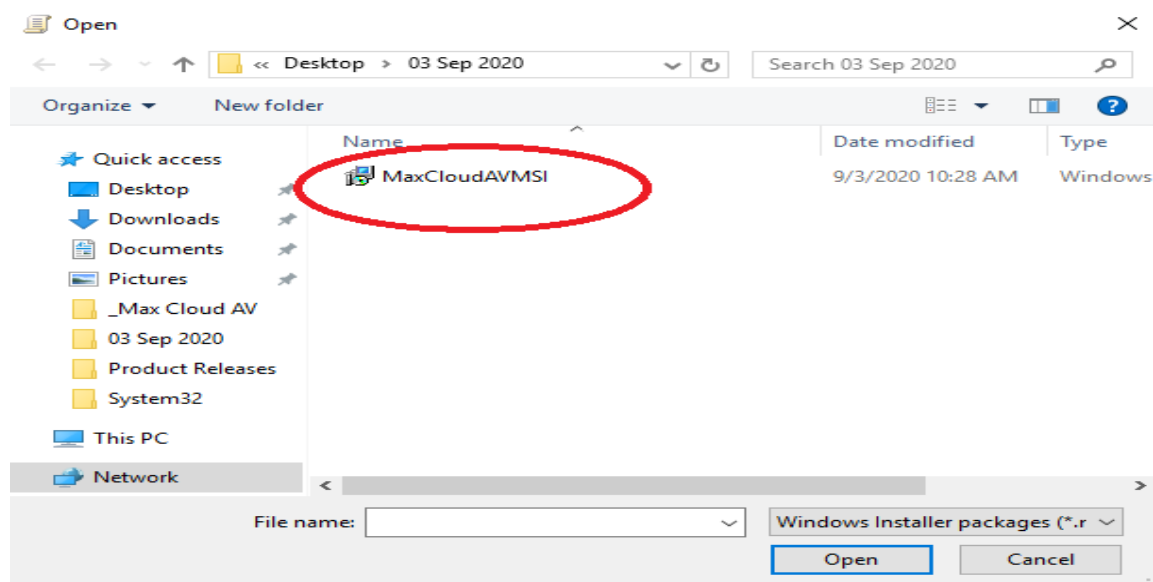 Open
« Desktop > 03 Sep 2020
Search 03 Sep 2020
Organize
New folder
Name
Date modified
Type
Quick access
Desktop
Downloads
Documents
Pictures
_Max Cloud AV
03 Sep 2020
Product Releases
System32
This PC
Network
MaxCloudAVMSI
9/3/2020 10:28 AM
Windows
File name:
Windows Installer packages (*.r
Open
Cancel